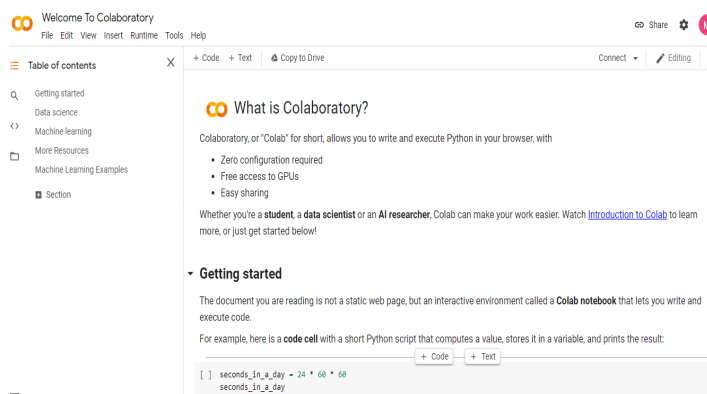 Welcome To Colaboratory
File Edit View Insert Runtime Tools Help
Share
Table of contents
+ Code + Text Copy to Drive
Connect Editing
Getting started
Data science
Machine learning
More Resources
Machine Learning Examples
Section
What is Colaboratory?
Colaboratory, or "Colab" for short, allows you to write and execute Python in your browser, with
• Zero configuration required
• Free access to GPUs
• Easy sharing
Whether you're a student, a data scientist or an AI researcher, Colab can make your work easier. Watch Introduction to Colab to learn
more, or just get started below!
Getting started
The document you are reading is not a static web page, but an interactive environment called a Colab notebook that lets you write and
execute code.
For example, here is a code cell with a short Python script that computes a value, stores it in a variable, and prints the result:
+ Code + Text
[ ] seconds_in_a_day = 24 * 60 * 60
seconds_in_a_day